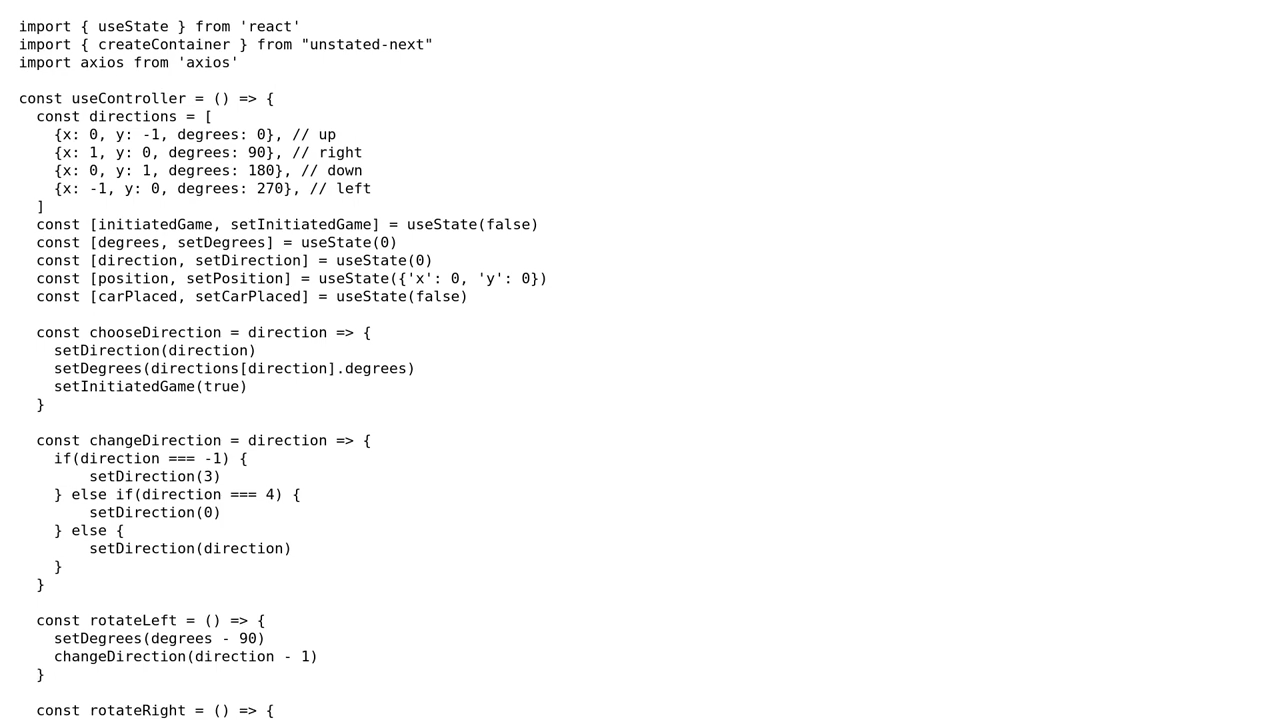 import { useState } from 'react'
import { createContainer } from "unstated-next"
import axios from 'axios'

const useController = () => {
  const directions = [
    {x: 0, y: -1, degrees: 0}, // up
    {x: 1, y: 0, degrees: 90}, // right
    {x: 0, y: 1, degrees: 180}, // down
    {x: -1, y: 0, degrees: 270}, // left
  ]
  const [initiatedGame, setInitiatedGame] = useState(false)
  const [degrees, setDegrees] = useState(0)
  const [direction, setDirection] = useState(0)
  const [position, setPosition] = useState({'x': 0, 'y': 0})
  const [carPlaced, setCarPlaced] = useState(false)

  const chooseDirection = direction => {
    setDirection(direction)
    setDegrees(directions[direction].degrees)
    setInitiatedGame(true)
  }

  const changeDirection = direction => {
    if(direction === -1) {
        setDirection(3)
    } else if(direction === 4) {
        setDirection(0)
    } else {
        setDirection(direction)
    }
  }

  const rotateLeft = () => {
    setDegrees(degrees - 90)
    changeDirection(direction - 1)
  }

  const rotateRight = () => {